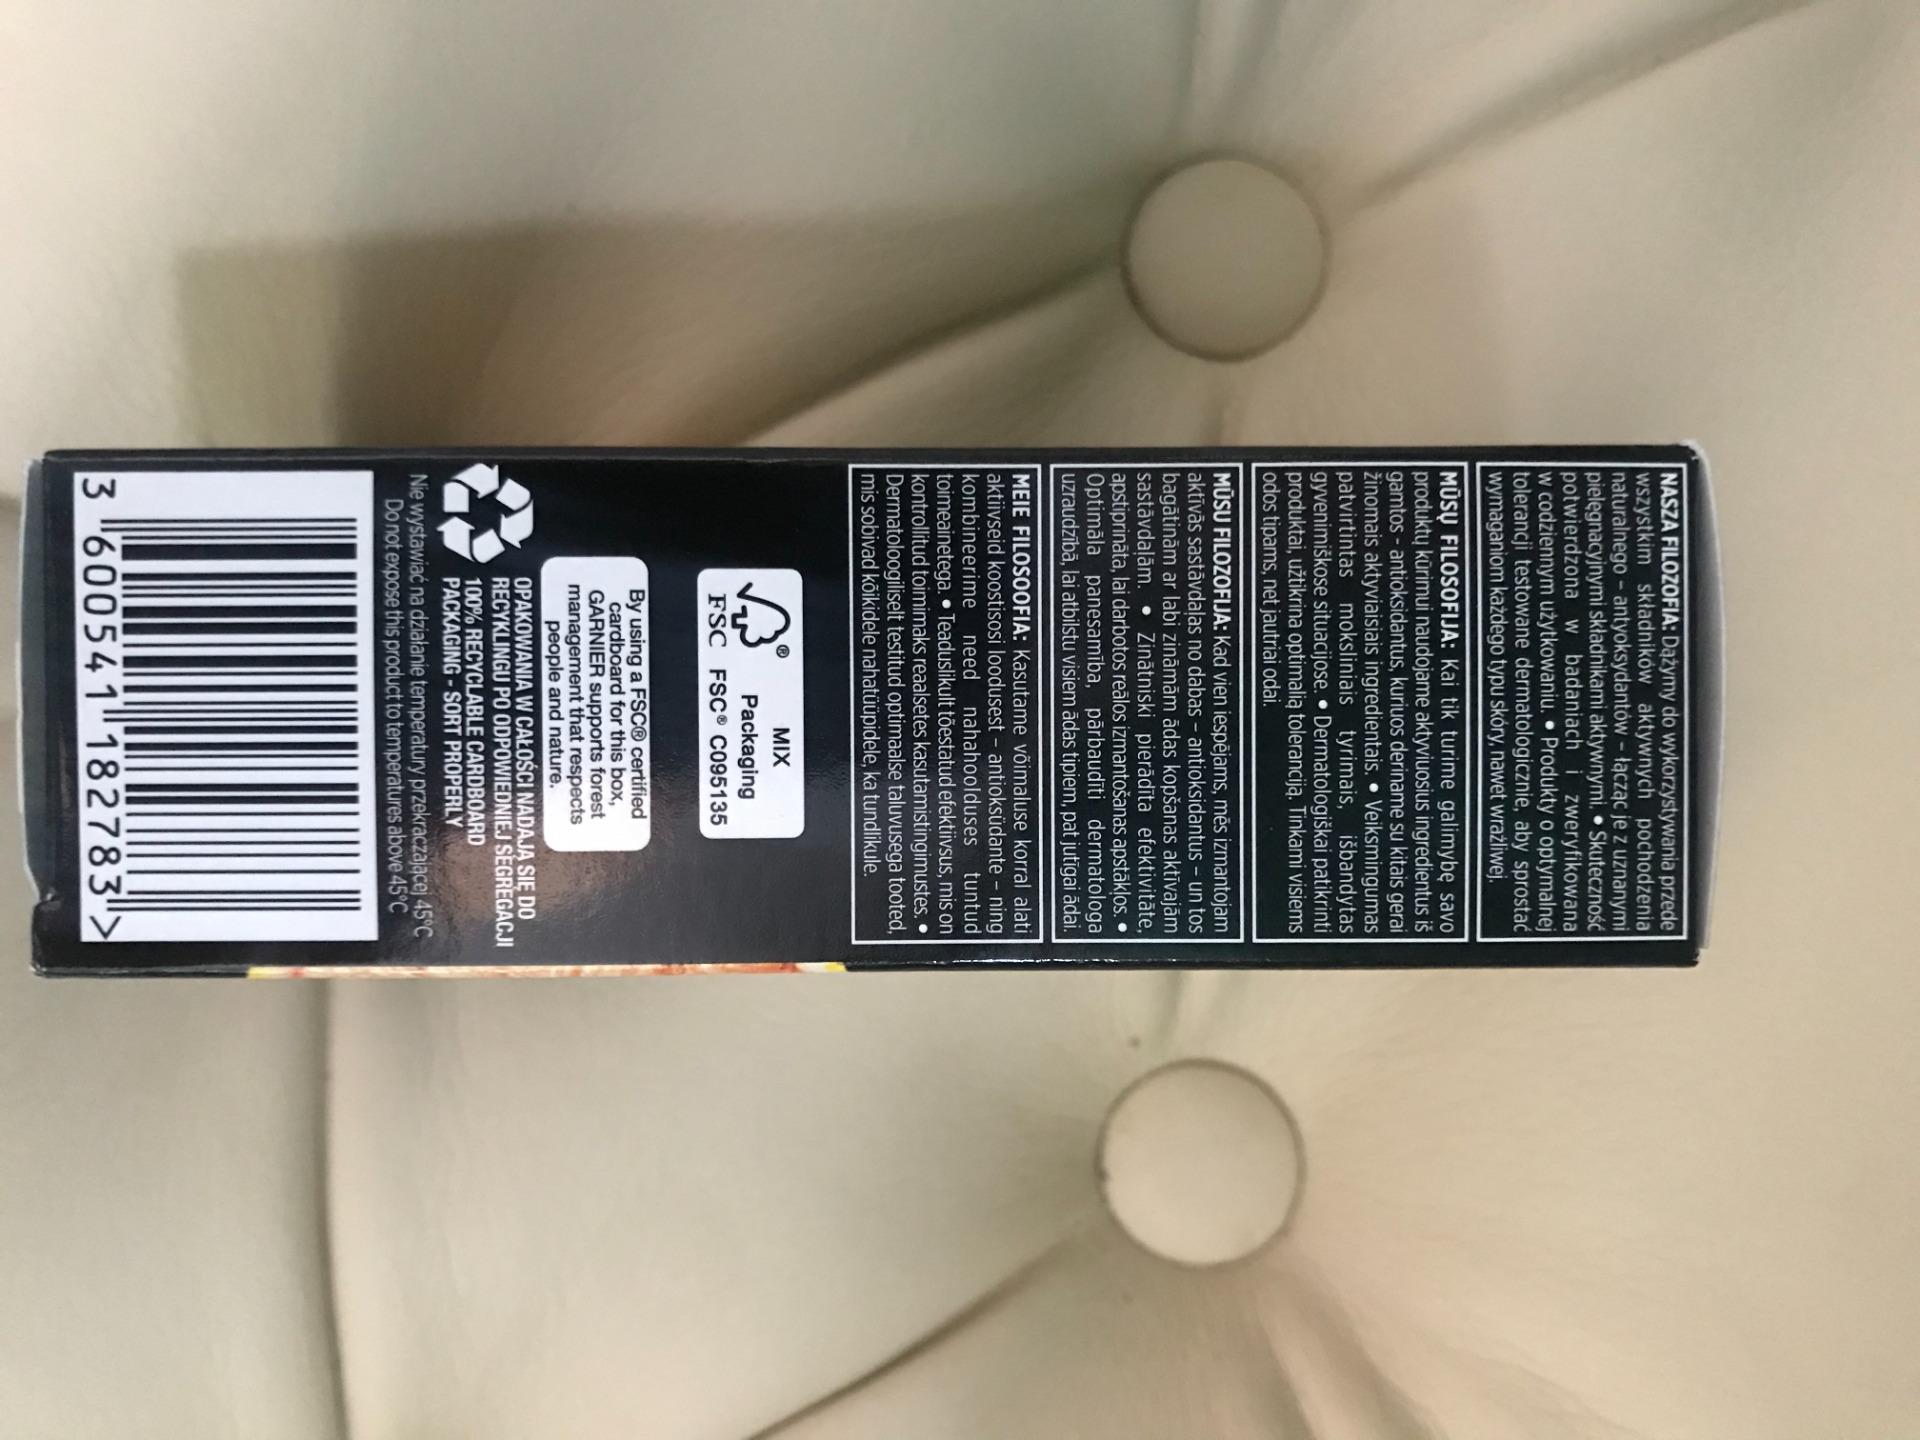 NASZA FILOZOFIA: Dążymy do wykorzystywania przede
wszystkim składników aktywnych pochodzenia
naturalnego – antyoksydantów – łącząc je z uznanymi
pielęgnacyjnymi składnikami aktywnymi. • Skuteczność
potwierdzona w badaniach i zweryfikowana
w codziennym użytkowaniu. • Produkty o optymalnej
tolerancji testowane dermatologicznie, aby sprostać
wymaganiom każdego typu skóry, nawet wrażliwej.
MŪSŲ FILOSOFIJA: Kai tik turime galimybę, savo
produktų kūrimui naudojame aktyviuosius ingredientus iš
gamtos - antioksidantus, kuriuos deriname su kitais gerai
žinomais aktyviaisiais ingredientais. • Veiksmingumas
patvirtintas moksliniais tyrimais, išbandytas
gyvenimiškose situacijose. • Dermatologiškai patikrinti
produktai, užtikrina optimalią toleranciją. Tinkami visiems
odos tipams, net jautriai odai.
MŪSU FILOZOFIJA: Kad vien iespējams, mēs izmantojam
aktīvās sastāvdaļas no dabas – antioksidantus – un tos
bagātinām ar labi zināmām ādas kopšanas aktīvajām
sastāvdaļām. • Zinātniski pierādīta efektivitāte,
apstiprināta, lai darbotos reālos izmantošanas apstākļos. •
Optimāla panesamība, pārbaudīti dermatologa
uzraudzībā, lai atbilstu visiem ādas tipiem, pat jutīgai ādai.
MEIE FILOSOOFIA: Kasutame võimaluse korral alati
aktiivseid koostisosi loodusest – antioksüdante – ning
kombineerime need nahahoolduses tuntud
toimeainetega. • Teaduslikult tõestatud efektiivsus, mis on
kontrollitud toimimaks reaalsetes kasutamistingimustes. •
Dermatoloogiliselt testitud optimaalse taluvusega tooted,
mis sobivad kõikidele nahatüüpidele, ka tundlikule.
®
FSC
MIX
Packaging
FSC® C095135
By using a FSC® certified
cardboard for this box,
GARNIER supports forest
management that respects
people and nature.
OPAKOWANIA W CAŁOŚCI NADAJĄ SIĘ DO
RECYKLINGU PO ODPOWIEDNIEJ SEGREGACJI
100% RECYCLABLE CARDBOARD
PACKAGING - SORT PROPERLY
Nie wystawiać na działanie temperatury przekraczającej 45°C
Do not expose this product to temperatures above 45°C
3 600541 182783 >